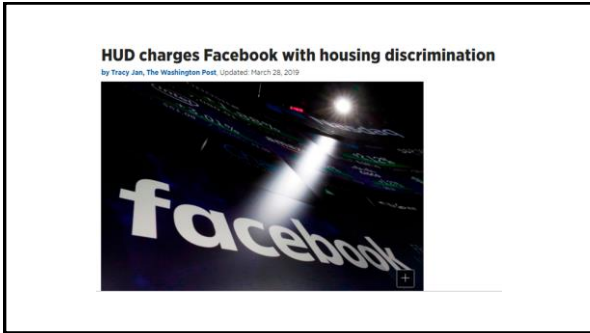 HUD charges Facebook with housing discrimination
by Tracy Jan, The Washington Post, Updated: March 28, 2019
facebook